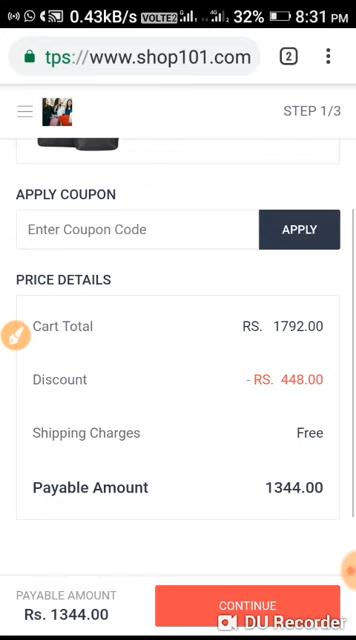 0.43kB/s VOLTE2 4G 2 32% 8:31 PM
tps://www.shop101.com 2
STEP 1/3
APPLY COUPON
Enter Coupon Code APPLY
PRICE DETAILS
Cart Total RS. 1792.00
Discount - RS. 448.00
Shipping Charges Free
Payable Amount 1344.00
PAYABLE AMOUNT
Rs. 1344.00
CONTINUE
DU Recorder